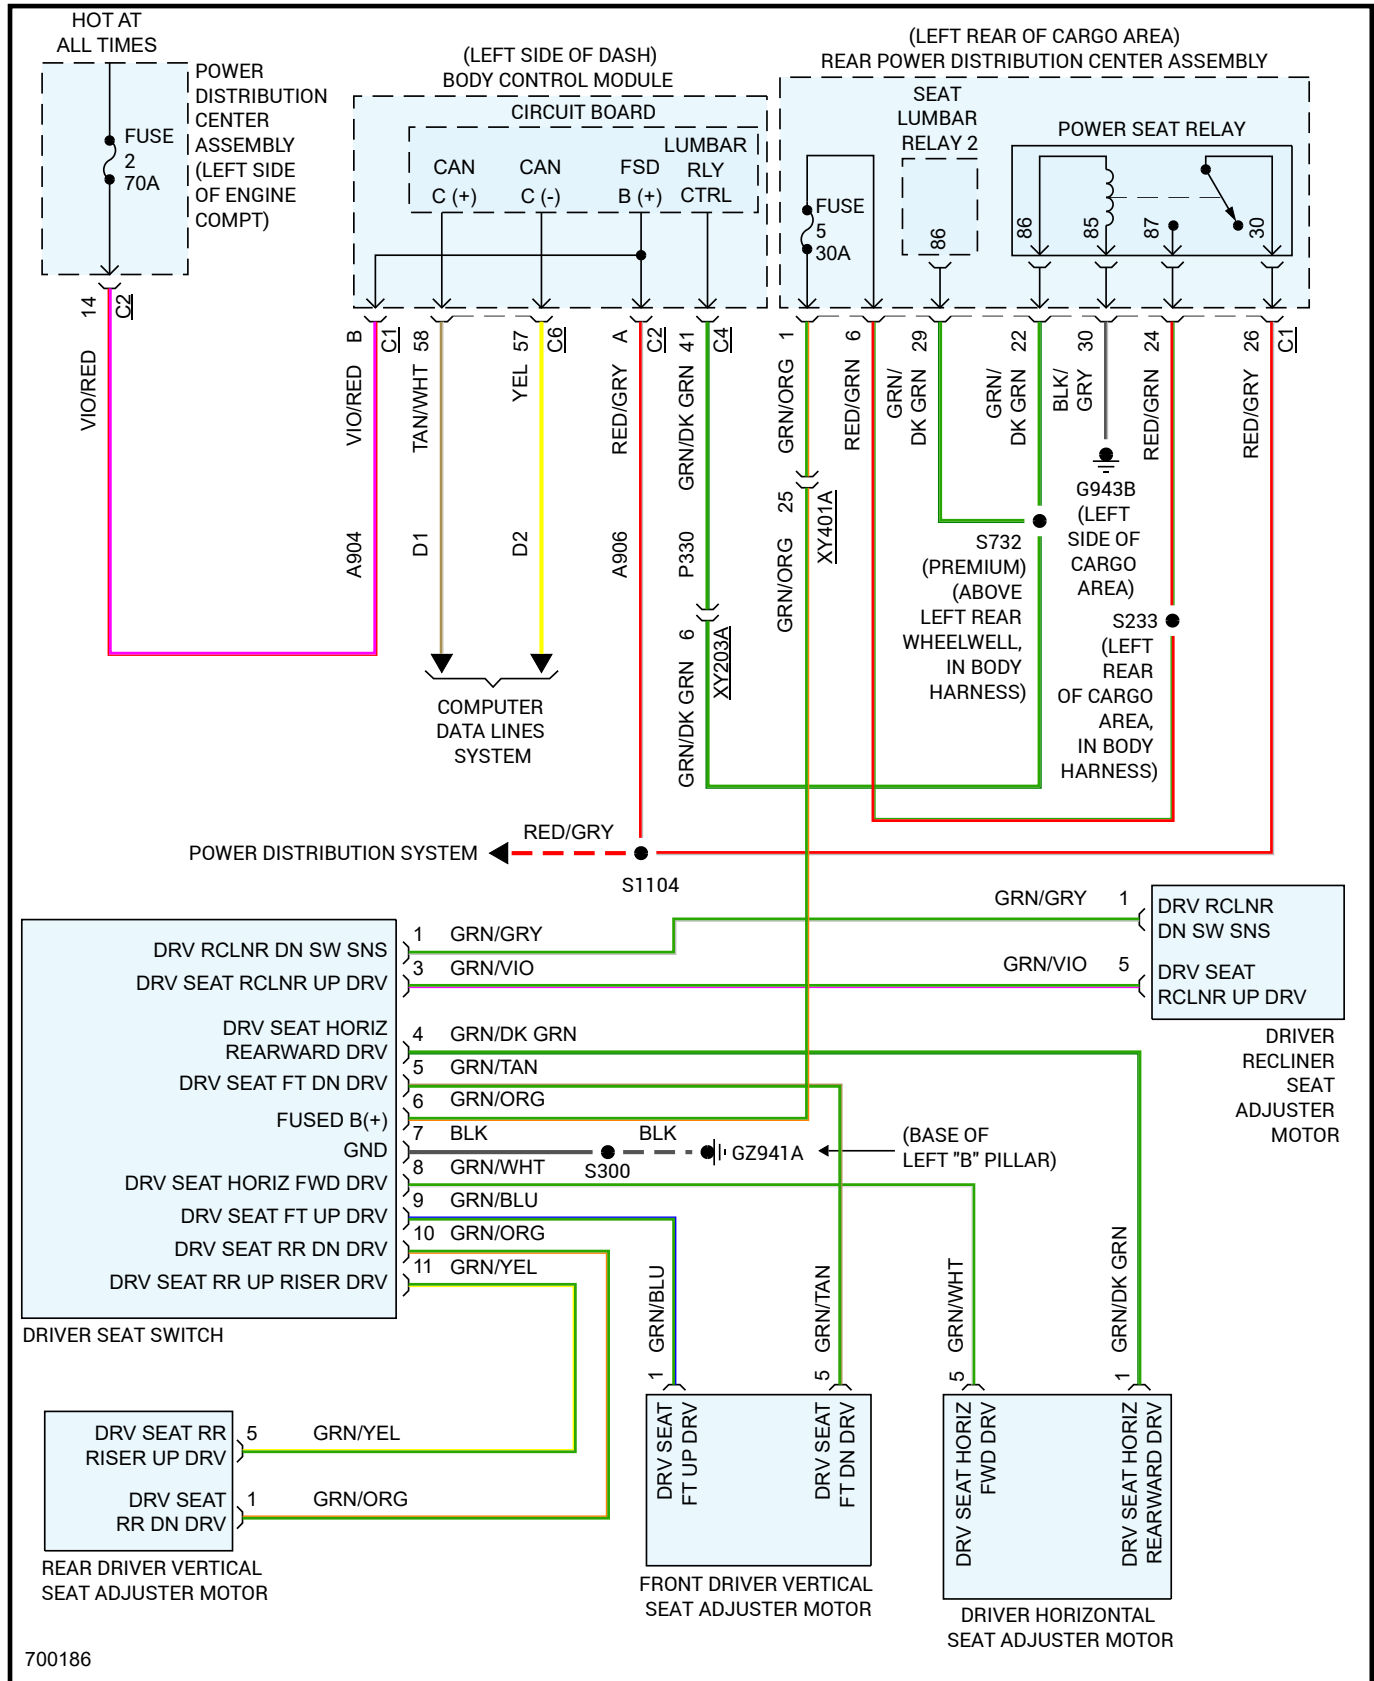 HOT AT
ALL TIMES
POWER
DISTRIBUTION
CENTER
ASSEMBLY
(LEFT SIDE
OF ENGINE
COMPT)
FUSE
2
70A
14
C2
VIO/RED
(LEFT SIDE OF DASH)
BODY CONTROL MODULE
CIRCUIT BOARD
CAN
C (+)
CAN
C (-)
FSD
B (+)
LUMBAR
RLY
CTRL
B
C1
58
57
C6
A
C2
41
C4
VIO/RED
TAN/WHT
YEL
RED/GRY
GRN/DK GRN
A904
D1
D2
A906
P330
6
XY203A
GRN/DK GRN
COMPUTER
DATA LINES
SYSTEM
(LEFT REAR OF CARGO AREA)
REAR POWER DISTRIBUTION CENTER ASSEMBLY
SEAT
LUMBAR
RELAY 2
86
POWER SEAT RELAY
86
85
87
30
FUSE
5
30A
1
6
29
22
30
24
26
C1
GRN/ORG
RED/GRN
GRN/
DK GRN
GRN/
DK GRN
BLK/
GRY
RED/GRN
RED/GRY
25
XY401A
GRN/ORG
G943B
(LEFT
SIDE OF
CARGO
AREA)
S732
(PREMIUM)
(ABOVE
LEFT REAR
WHEELWELL,
IN BODY
HARNESS)
S233
(LEFT
REAR
OF CARGO
AREA,
IN BODY
HARNESS)
RED/GRY
POWER DISTRIBUTION SYSTEM
S1104
DRV RCLNR DN SW SNS
1 GRN/GRY
DRV SEAT RCLNR UP DRV
3 GRN/VIO
DRV SEAT HORIZ
REARWARD DRV
4 GRN/DK GRN
DRV SEAT FT DN DRV
5 GRN/TAN
FUSED B(+)
6 GRN/ORG
GND
7 BLK
BLK
S300
GZ941A
(BASE OF
LEFT "B" PILLAR)
DRV SEAT HORIZ FWD DRV
8 GRN/WHT
DRV SEAT FT UP DRV
9 GRN/BLU
DRV SEAT RR DN DRV
10 GRN/ORG
DRV SEAT RR UP RISER DRV
11 GRN/YEL
DRIVER SEAT SWITCH
GRN/GRY 1
DRV RCLNR
DN SW SNS
GRN/VIO 5
DRV SEAT
RCLNR UP DRV
DRIVER
RECLINER
SEAT
ADJUSTER
MOTOR
GRN/BLU
1
GRN/TAN
5
GRN/WHT
5
GRN/DK GRN
1
DRV SEAT RR
RISER UP DRV
5 GRN/YEL
DRV SEAT
RR DN DRV
1 GRN/ORG
REAR DRIVER VERTICAL
SEAT ADJUSTER MOTOR
DRV SEAT
FT UP DRV
DRV SEAT
FT DN DRV
FRONT DRIVER VERTICAL
SEAT ADJUSTER MOTOR
DRV SEAT HORIZ
FWD DRV
DRV SEAT HORIZ
REARWARD DRV
DRIVER HORIZONTAL
SEAT ADJUSTER MOTOR
700186